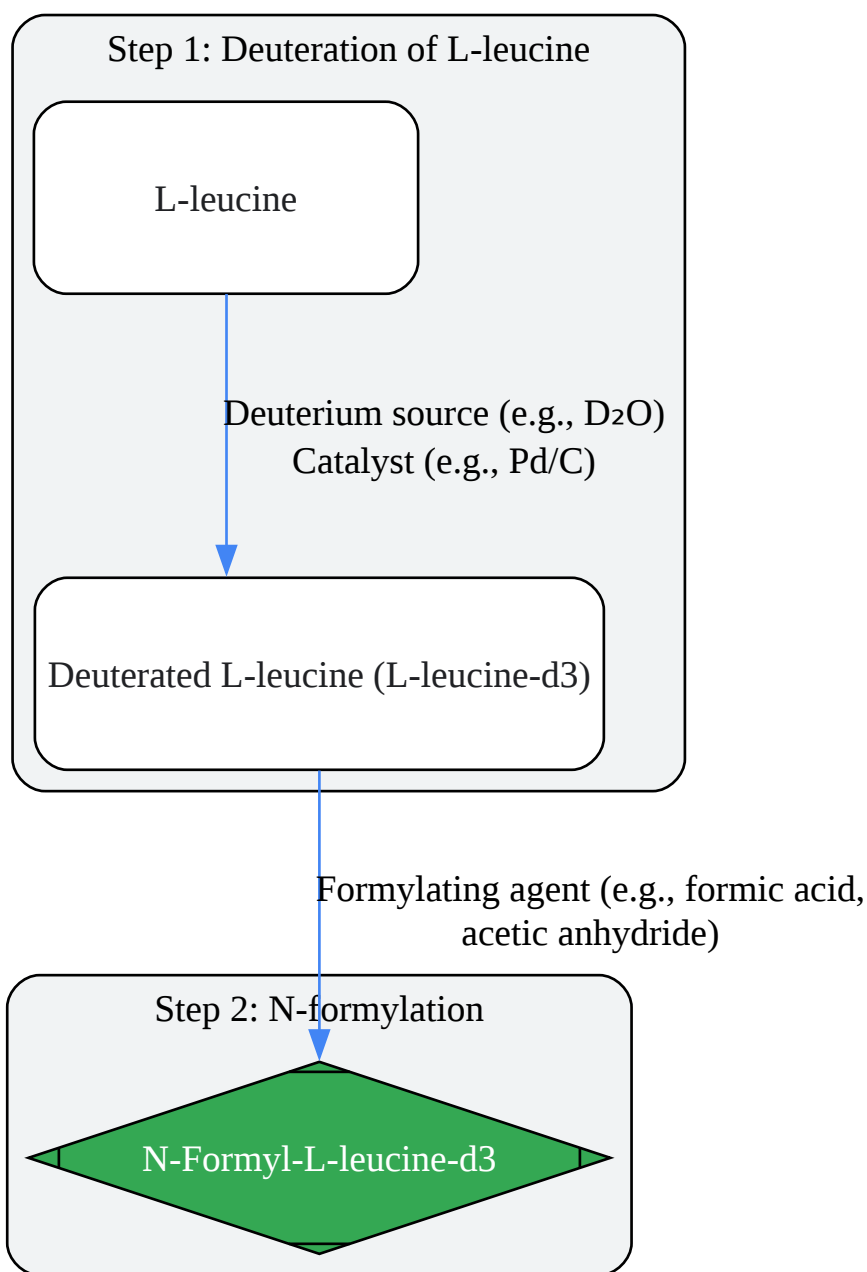 Step 1: Deuteration of L-leucine
L-leucine
Deuterium source (e.g., D₂O)
Catalyst (e.g., Pd/C)
Deuterated L-leucine (L-leucine-d3)
Formylating agent (e.g., formic acid,
acetic anhydride)
Step 2: N-formylation
N-Formyl-L-leucine-d3